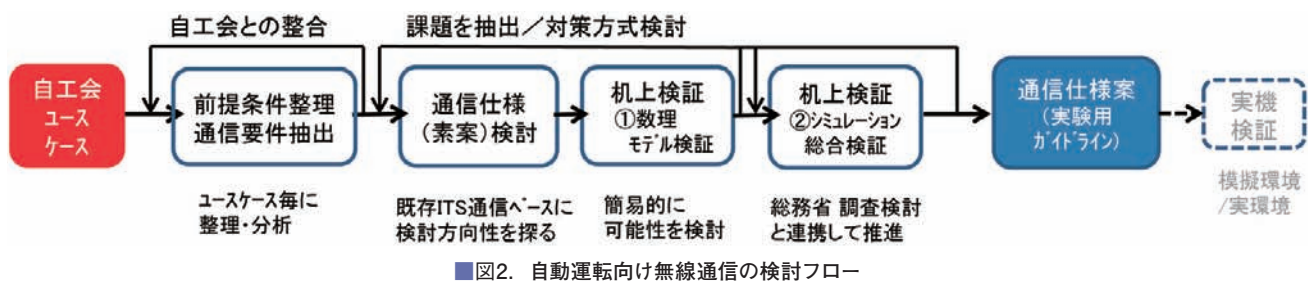 自工会との整合
課題を抽出／対策方式検討
自工会
ユース
ケース
前提条件整理
通信要件抽出
通信仕様
（素案）検討
机上検証
①数理
モデル検証
机上検証
②シミュレーション
総合検証
通信仕様案
（実験用
ガイドライン）
実機
検証
ユースケース毎に
整理・分析
既存ITS通信ベースに
検討方向性を探る
簡易的に
可能性を検討
総務省 調査検討
と連携して推進
模擬環境
/実環境
■図2．自動運転向け無線通信の検討フロー